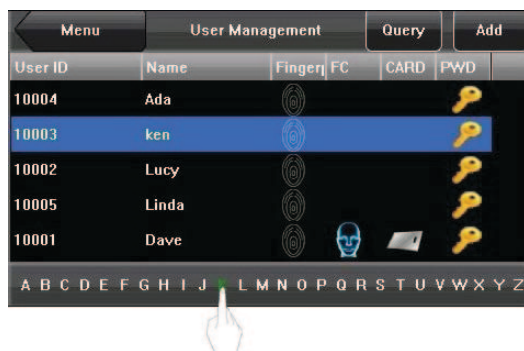 Menu User Management Query Add
User ID Name Finger FC CARD PWD
10004 Ada
10003 ken
10002 Lucy
10005 Linda
10001 Dave
A B C D E F G H I J K L M N O P Q R S T U V W X Y Z